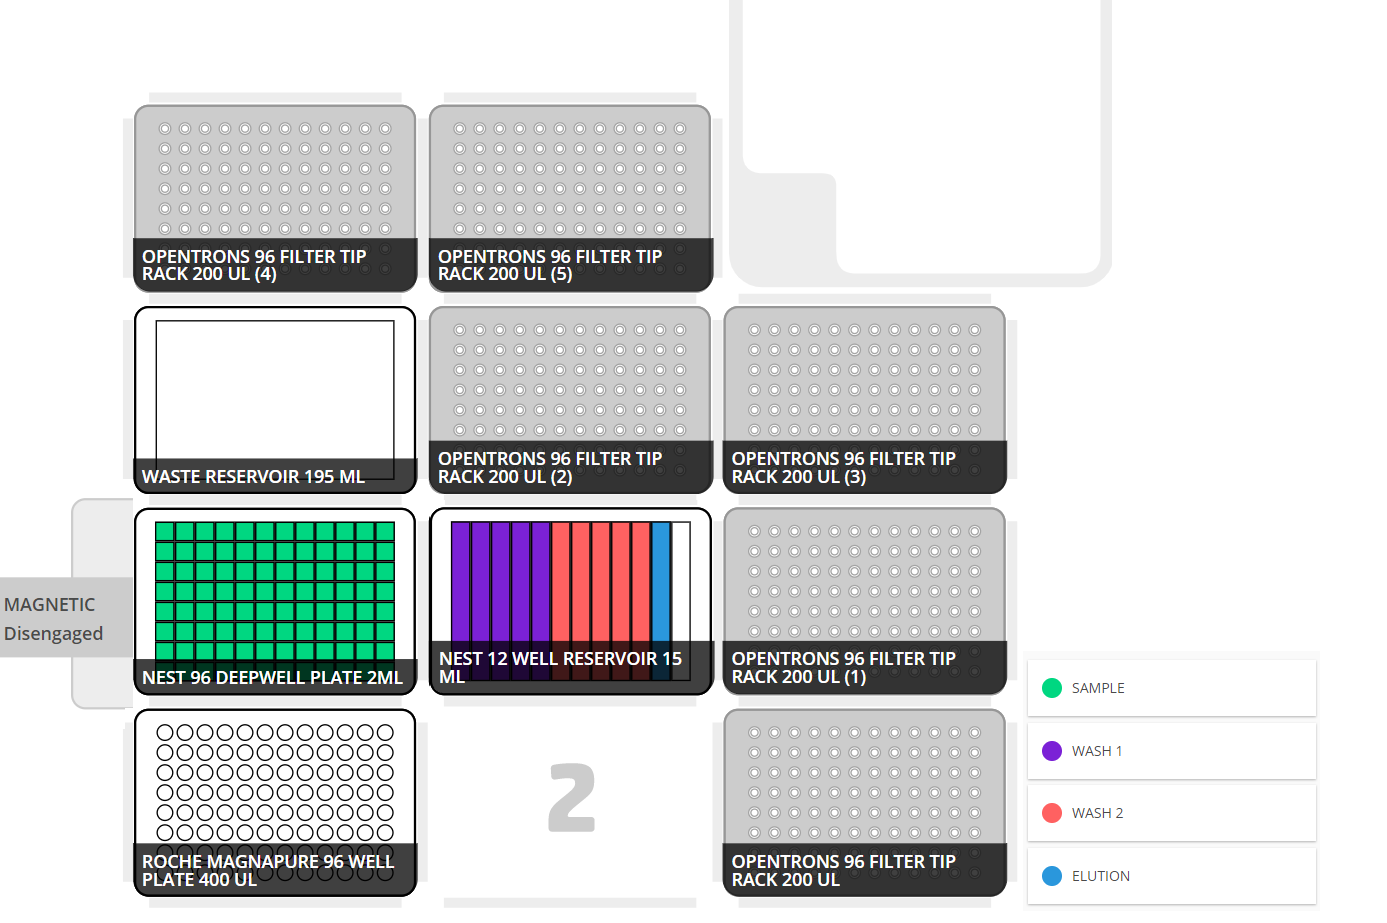 OPENTRONS 96 FILTER TIP
RACK 200 UL (4)
OPENTRONS 96 FILTER TIP
RACK 200 UL (5)
WASTE RESERVOIR 195 ML
OPENTRONS 96 FILTER TIP
RACK 200 UL (2)
OPENTRONS 96 FILTER TIP
RACK 200 UL (3)
MAGNETIC
Disengaged
NEST 96 DEEPWELL PLATE 2ML
NEST 12 WELL RESERVOIR 15
ML
OPENTRONS 96 FILTER TIP
RACK 200 UL (1)
ROCHE MAGNAPURE 96 WELL
PLATE 400 UL
2
OPENTRONS 96 FILTER TIP
RACK 200 UL
SAMPLE
WASH 1
WASH 2
ELUTION